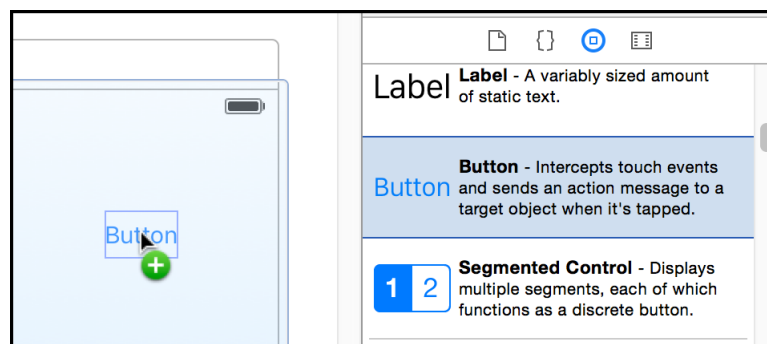 Button
{}
Label
Label - A variably sized amount
of static text.
Button
Button - Intercepts touch events
and sends an action message to a
target object when it's tapped.
1 2
Segmented Control - Displays
multiple segments, each of which
functions as a discrete button.